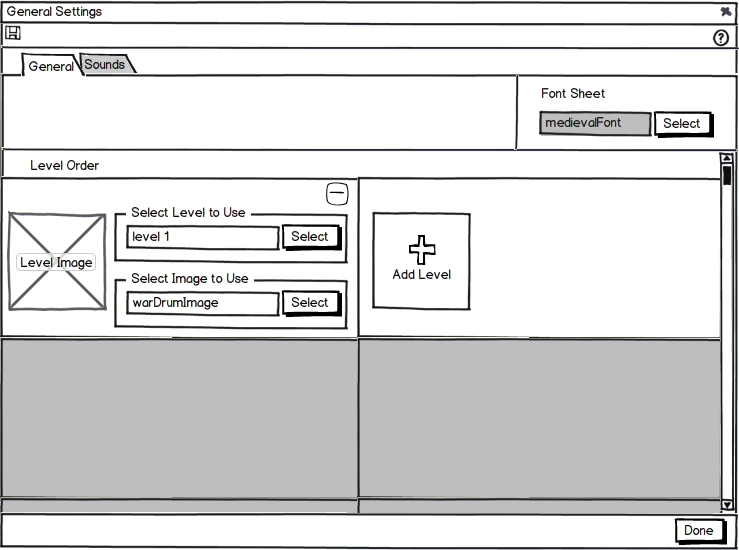 General Settings
?
General
Sounds
Font Sheet
medievalFont
Select
Level Order
Level Image
Select Level to Use
level 1
Select
Select Image to Use
warDrumImage
Select
Add Level
Done